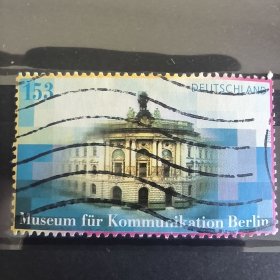 153 DEUTSCHLAND
Museum für Kommunikation Berlin